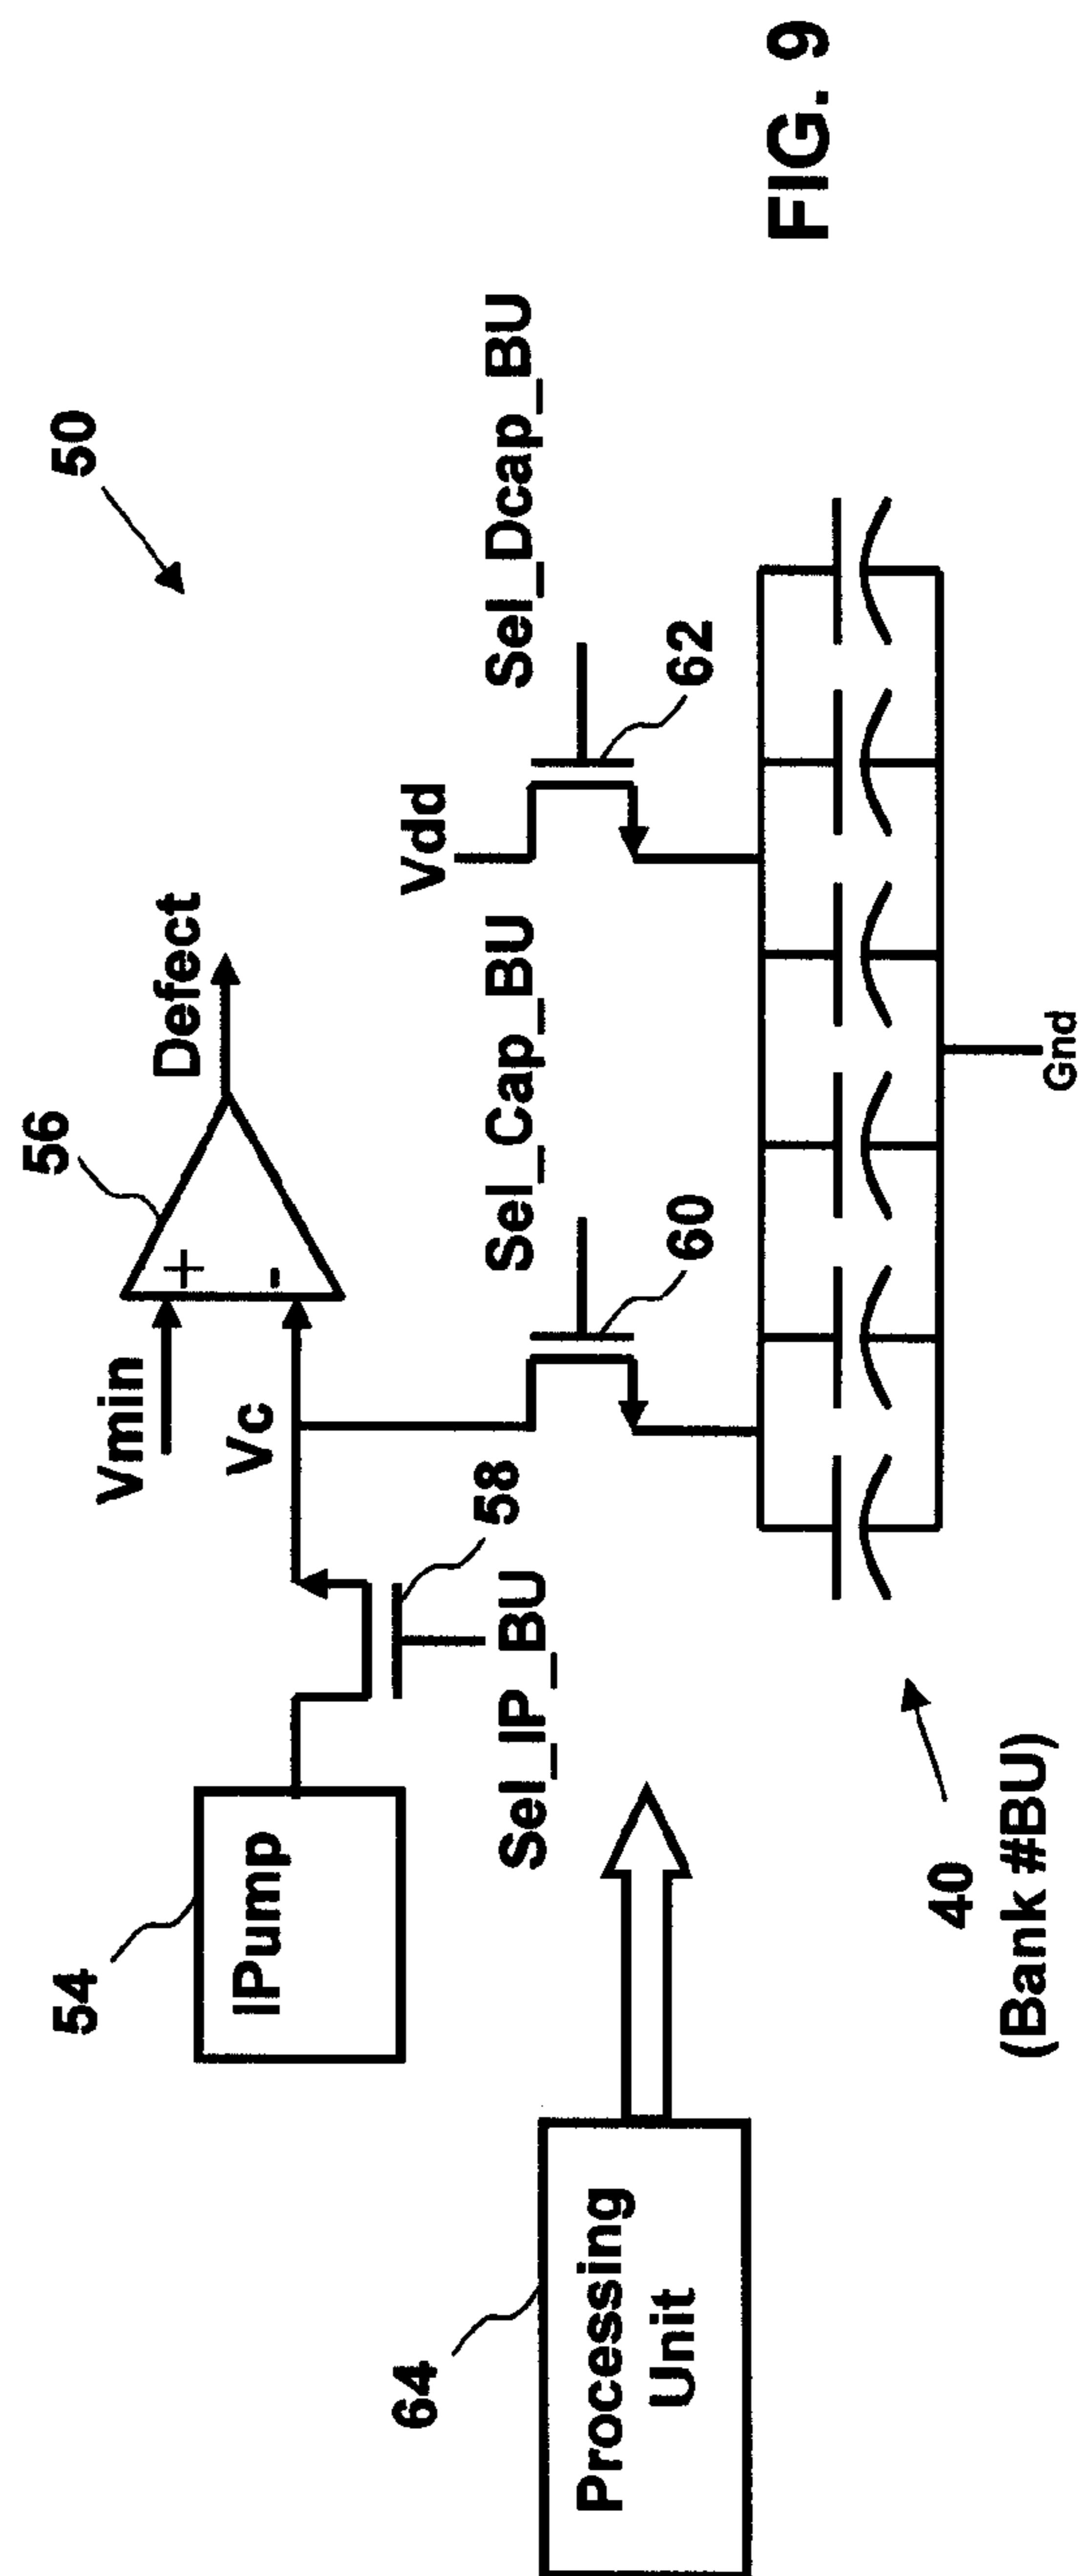 50
56
Defect
54
IPump
Vmin
+
-
Vc
Vdd
Sel_Dcap_BU
Sel_Cap_BU
58
Sel_IP_BU
60
62
64
Processing
Unit
40
(Bank #BU)
Gnd
FIG. 9